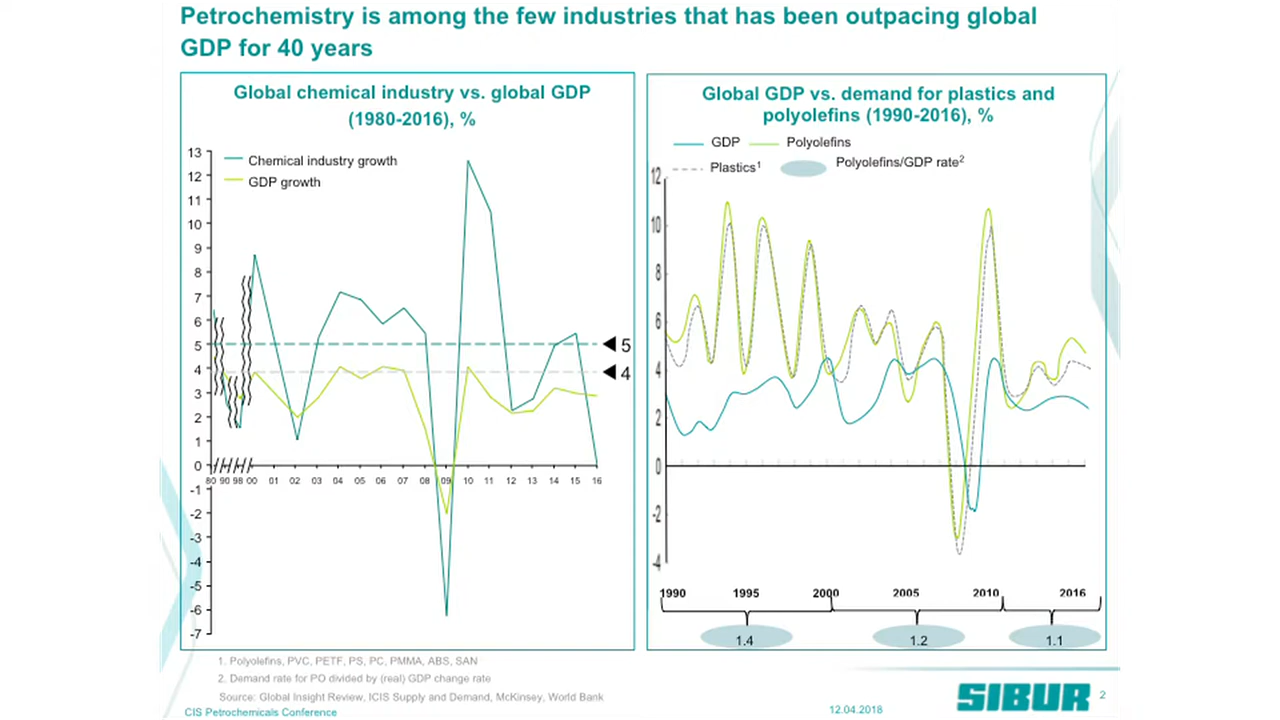 Petrochemistry is among the few industries that has been outpacing global
GDP for 40 years
Global chemical industry vs. global GDP
(1980-2016), %
Chemical industry growth
GDP growth
13
12
11
10
9
8
7
6
5
4
3
2
1
0
-1
-2
-3
-4
-5
-6
-7
80 90 98 00 01 02 03 04 05 06 07 08 09 10 11 12 13 14 15 16
5
4
Global GDP vs. demand for plastics and
polyolefins (1990-2016), %
GDP Polyolefins
Plastics1 Polyolefins/GDP rate2
12
10
8
6
4
2
0
-2
-4
1990 1995 2000 2005 2010 2016
1.4 1.2 1.1
1. Polyolefins, PVC, PETF, PS, PC, PMMA, ABS, SAN
2. Demand rate for PO divided by (real) GDP change rate
Source: Global Insight Review, ICIS Supply and Demand, McKinsey, World Bank
CIS Petrochemicals Conference
12.04.2018
SIBUR
2